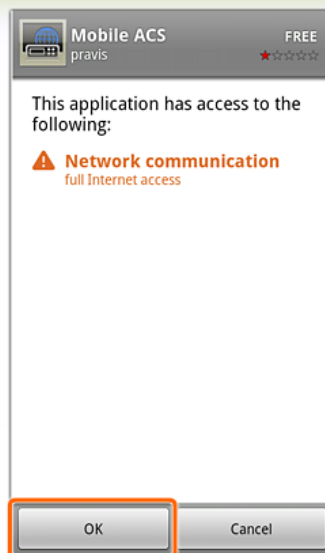 Mobile ACS FREE
pravis
This application has access to the
following:
Network communication
full Internet access
OK Cancel